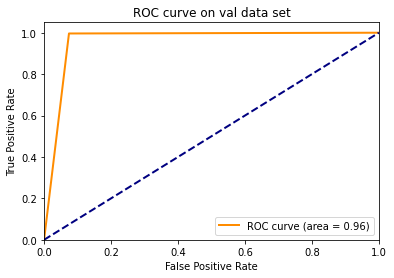 ROC curve on val data set
True Positive Rate
1.0
0.8
0.6
0.4
0.2
0.0
ROC curve (area = 0.96)
0.0 0.2 0.4 0.6 0.8 1.0
False Positive Rate